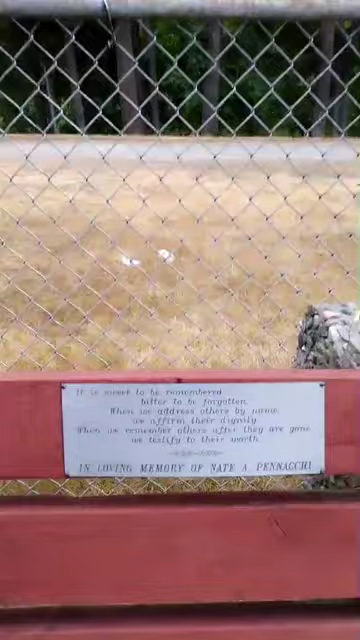 It is sweet to be remembered
bitter to be forgotten.
When we address others by name
we affirm their dignity
When we remember others after they are gone
we testify to their worth.
IN LOVING MEMORY OF NATE A PENNACCHI